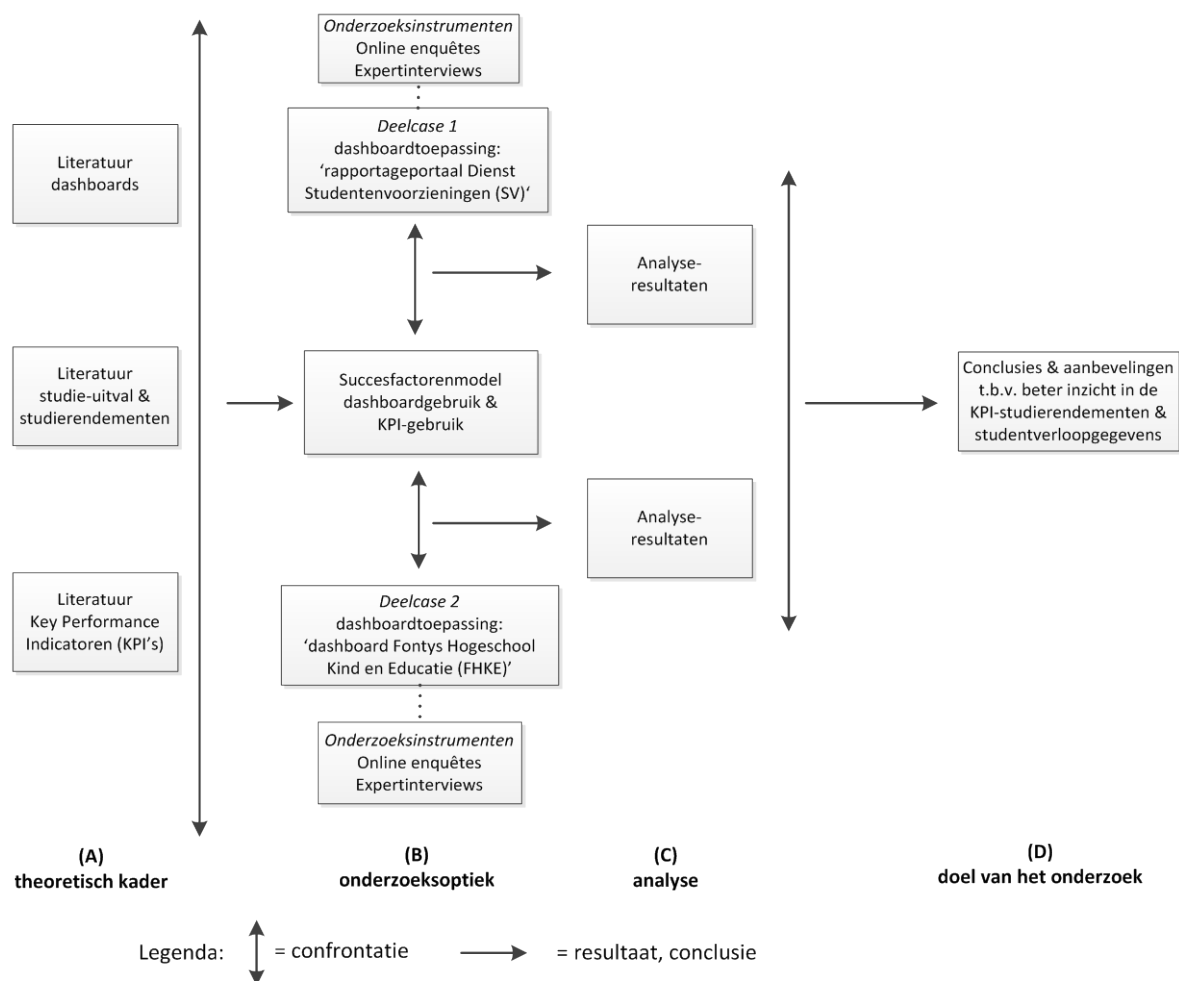 Onderzoeksinstrumenten
Online enquêtes
Expertinterviews
Literatuur
dashboards
Deelcase 1
dashboardtoepassing:
‘rapportageportaal Dienst
Studentenvoorzieningen (SV)‘
Analyse-
resultaten
Literatuur
studie-uitval &
studierendementen
Succesfactorenmodel
dashboardgebruik &
KPI-gebruik
Conclusies & aanbevelingen
t.b.v. beter inzicht in de
KPI-studierendementen &
studentverloopgegevens
Analyse-
resultaten
Literatuur
Key Performance
Indicatoren (KPI’s)
Deelcase 2
dashboardtoepassing:
‘dashboard Fontys Hogeschool
Kind en Educatie (FHKE)’
Onderzoeksinstrumenten
Online enquêtes
Expertinterviews
(A)
theoretisch kader
(B)
onderzoeksoptiek
(C)
analyse
(D)
doel van het onderzoek
Legenda: = confrontatie = resultaat, conclusie